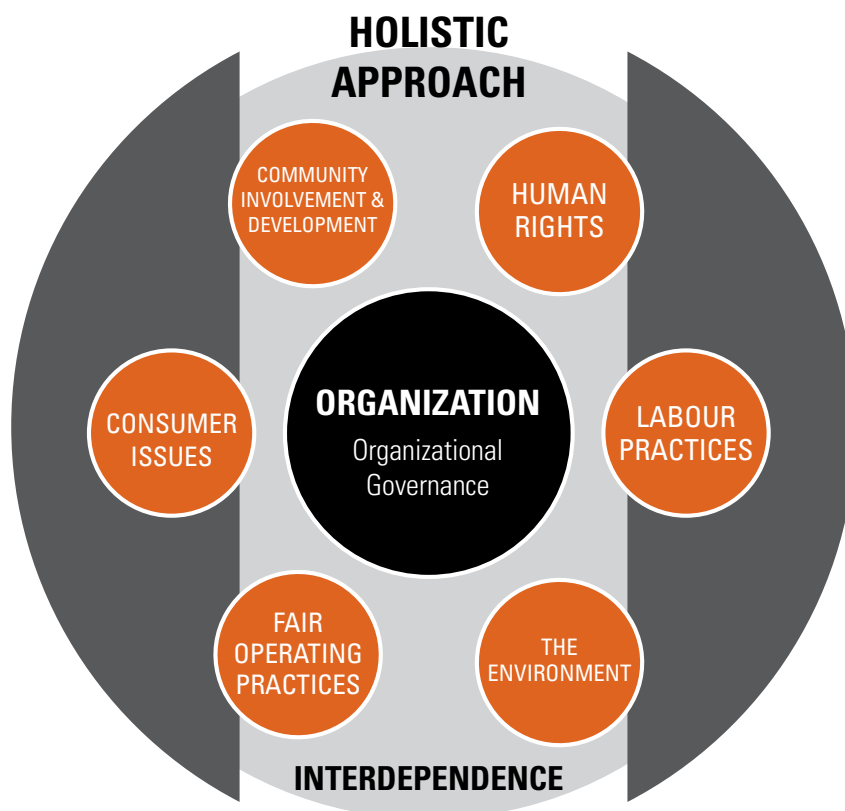 HOLISTIC
APPROACH
COMMUNITY
INVOLVEMENT &
DEVELOPMENT
HUMAN
RIGHTS
CONSUMER
ISSUES
ORGANIZATION
Organizational
Governance
LABOUR
PRACTICES
FAIR
OPERATING
PRACTICES
THE
ENVIRONMENT
INTERDEPENDENCE